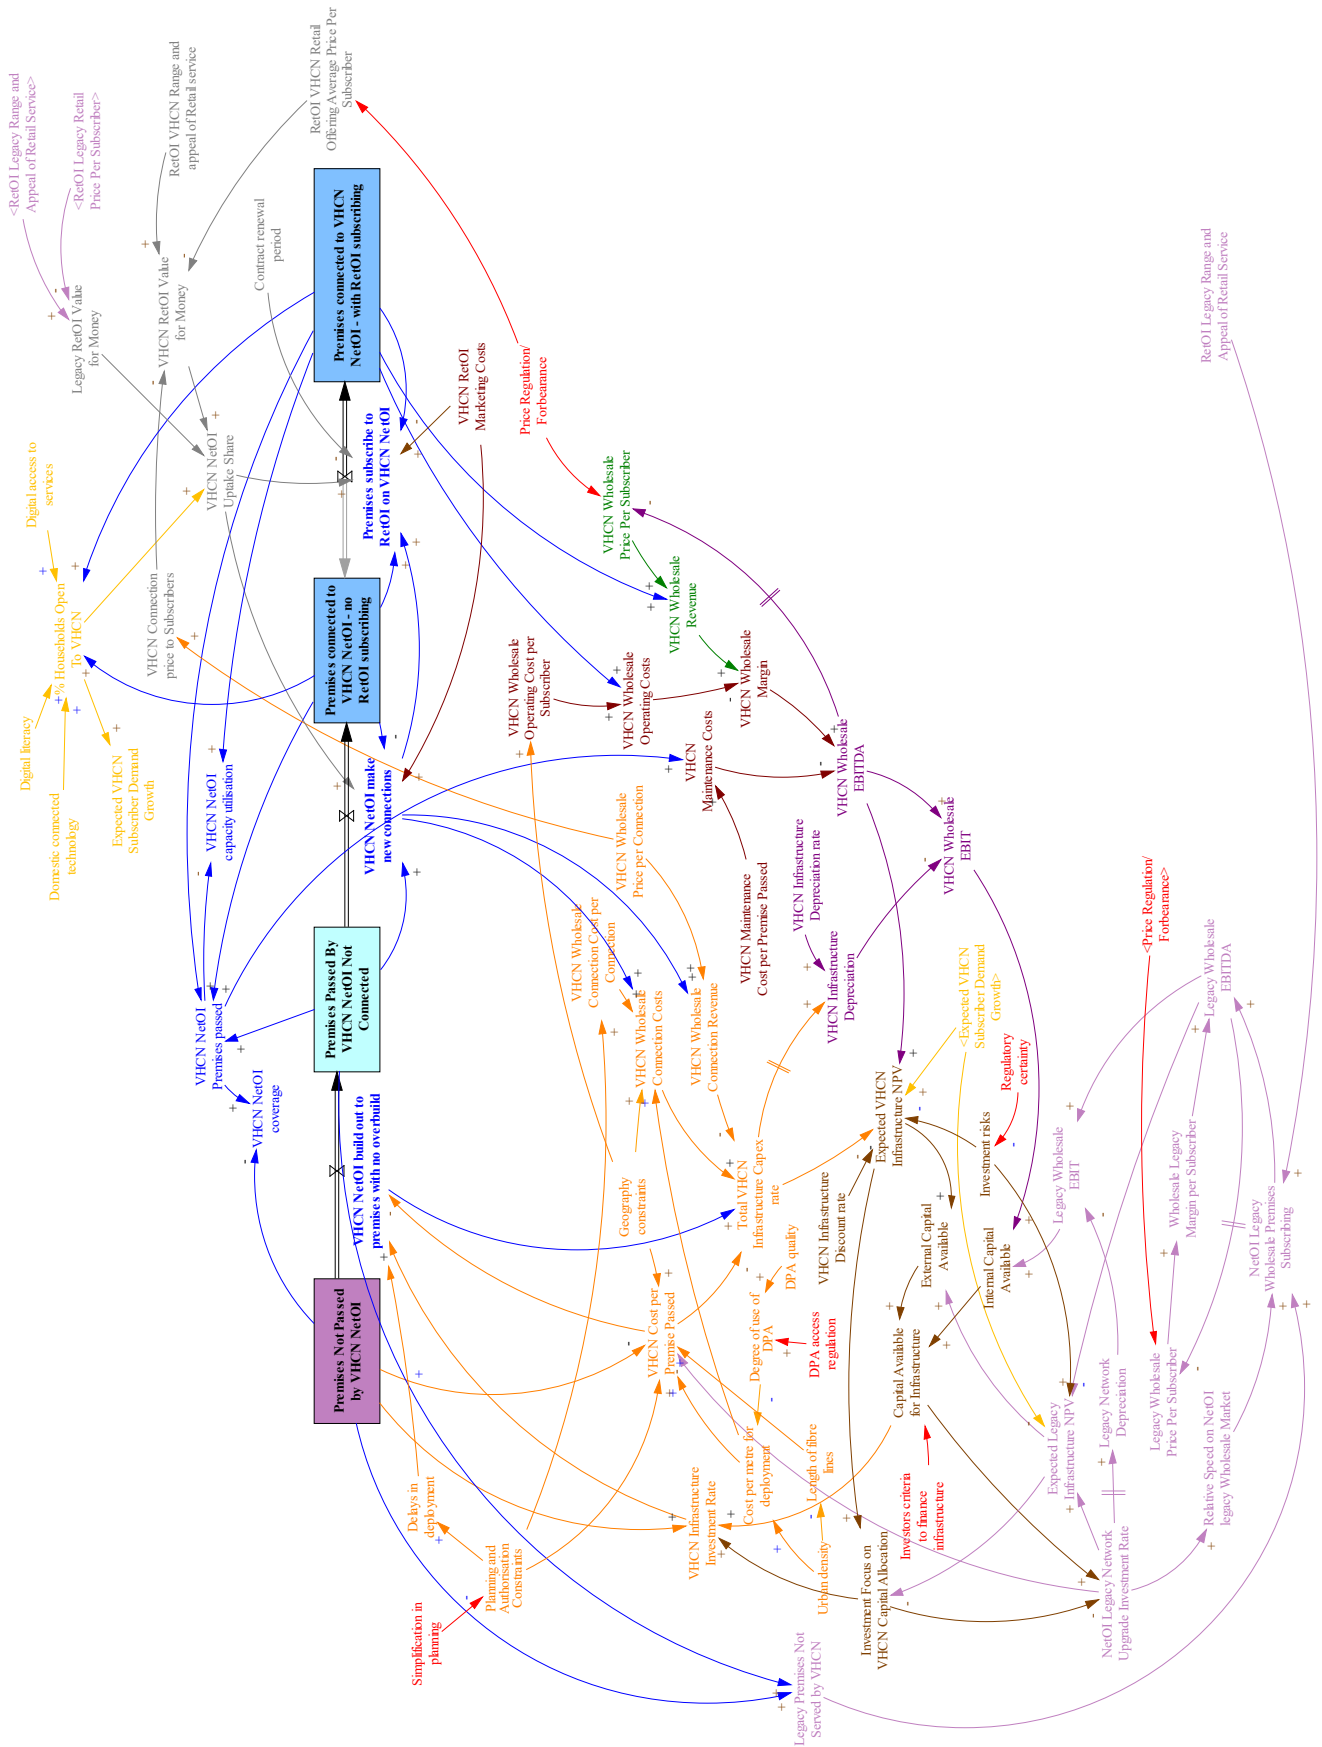 <RetOI Legacy Range and
Appeal of Retail Service>
<RetOI Legacy Retail
Price Per Subscriber>
Legacy RetOI Value
for Money
RetOI VHCN Range and
appeal of Retail service
VHCN RetOI Value
for Money
RetOI VHCN Retail
Offering Average Price Per
Subscriber
Contract renewal
period
Premises connected to VHCN
NetOI - with RetOI subscribing
VHCN NetOI
Uptake Share
Digital access to
services
% Households Open
To VHCN
Digital literacy
Domestic connected
technology
Expected VHCN
Subscriber Demand
Growth
VHCN Connection
price to Subscribers
VHCN NetOI
capacity utilisation
Premises subscribe to
RetOI on VHCN NetOI
VHCN RetOI
Marketing Costs
Price Regulation/
Forbearance
Premises connected to
VHCN NetOI - no
RetOI subscribing
VHCN NetOI make
new connections
VHCN Wholesale
Price Per Subscriber
VHCN Wholesale
Revenue
VHCN Wholesale
Operating Cost per
Subscriber
VHCN Wholesale
Operating Costs
VHCN Wholesale
Margin
VHCN
Maintenance Costs
VHCN Wholesale
EBITDA
VHCN Wholesale
EBIT
VHCN Wholesale
Price per Connection
VHCN Wholesale
Connection Cost per
Connection
VHCN Maintenance
Cost per Premise Passed
VHCN Infrastructure
Depreciation rate
VHCN Infrastructure
Depreciation
VHCN NetOI
Premises passed
VHCN NetOI
coverage
Premises Passed By
VHCN NetOI Not
Connected
VHCN Wholesale
Connection Costs
VHCN Wholesale
Connection Revenue
<Expected VHCN
Subscriber Demand
Growth>
Regulatory
certainty
<Price Regulation/
Forbearance>
RetOI Legacy Range and
Appeal of Retail Service
Legacy Wholesale
EBITDA
Expected VHCN
Infrastructure NPV
Investment risks
Legacy Wholesale
EBIT
Wholesale Legacy
Margin per Subscriber
NetOI Legacy
Wholesale Premises
Subscribing
VHCN NetOI build out to
premises with no overbuild
Geography
constraints
Total VHCN
Infrastructure Capex
rate
DPA quality
VHCN Infrastructure
Discount rate
External Capital
Available
Internal Capital
Available
Premises Not Passed
by VHCN NetOI
VHCN Cost per
Premise Passed
Degree of use of
DPA
DPA access
regulation
Capital Available
for Infrastructure
Legacy Wholesale
Price Per Subscriber
Legacy Network
Depreciation
Expected Legacy
Infrastructure NPV
Relative Speed on NetOI
legacy Wholesale Market
Delays in
deployment
VHCN Infrastructure
Investment Rate
Cost per metre for
deployment
Length of fibre
lines
Investors criteria
to finance
infrastructure
Simplification in
planning
Planning and
Authorisation
Constraints
Urban density
Investment Focus on
VHCN Capital Allocation
NetOI Legacy Network
Upgrade Investment Rate
Legacy Premises Not
Served by VHCN